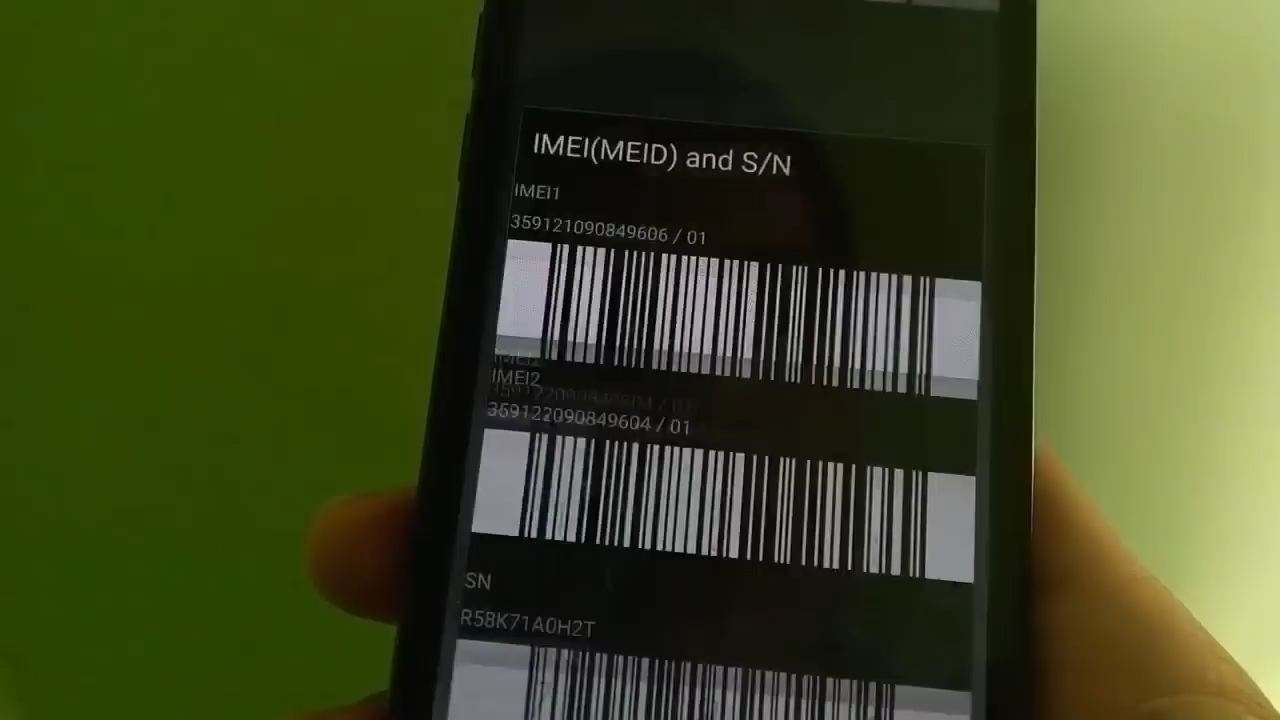 IMEI(MEID) and S/N
IMEI1
359121090849606 / 01
IMEI2
359122090849604 / 01
SN
R58K71A0H2T